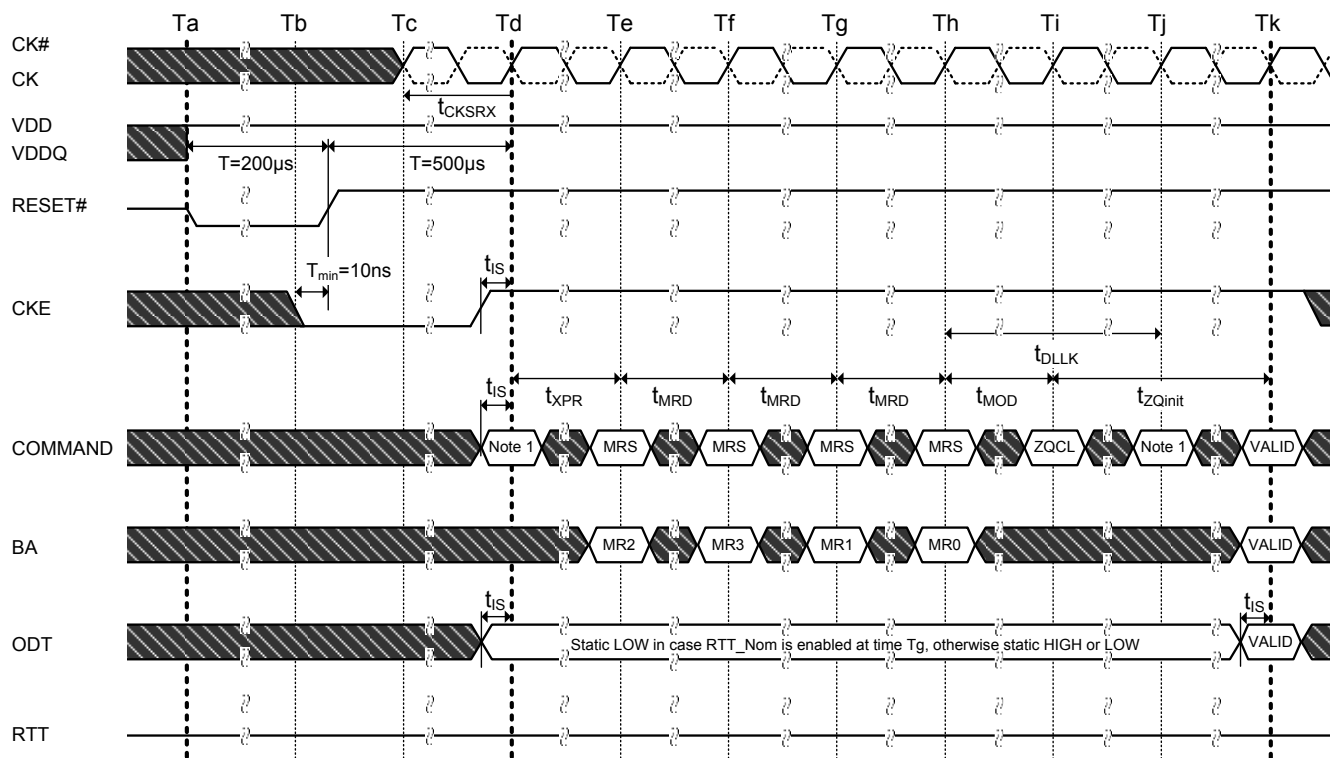 Ta Tb Tc Td Te Tf Tg Th Ti Tj Tk
CK#
CK
tCKSRX
VDD
VDDQ
T=200µs T=500µs
RESET#
Tmin=10ns tIS
CKE
tDLLK
tIS tXPR tMRD tMRD tMRD tMOD tZQinit
COMMAND Note 1 MRS MRS MRS MRS ZQCL Note 1 VALID
BA MR2 MR3 MR1 MR0 VALID
tIS tIS
ODT Static LOW in case RTT_Nom is enabled at time Tg, otherwise static HIGH or LOW VALID
RTT